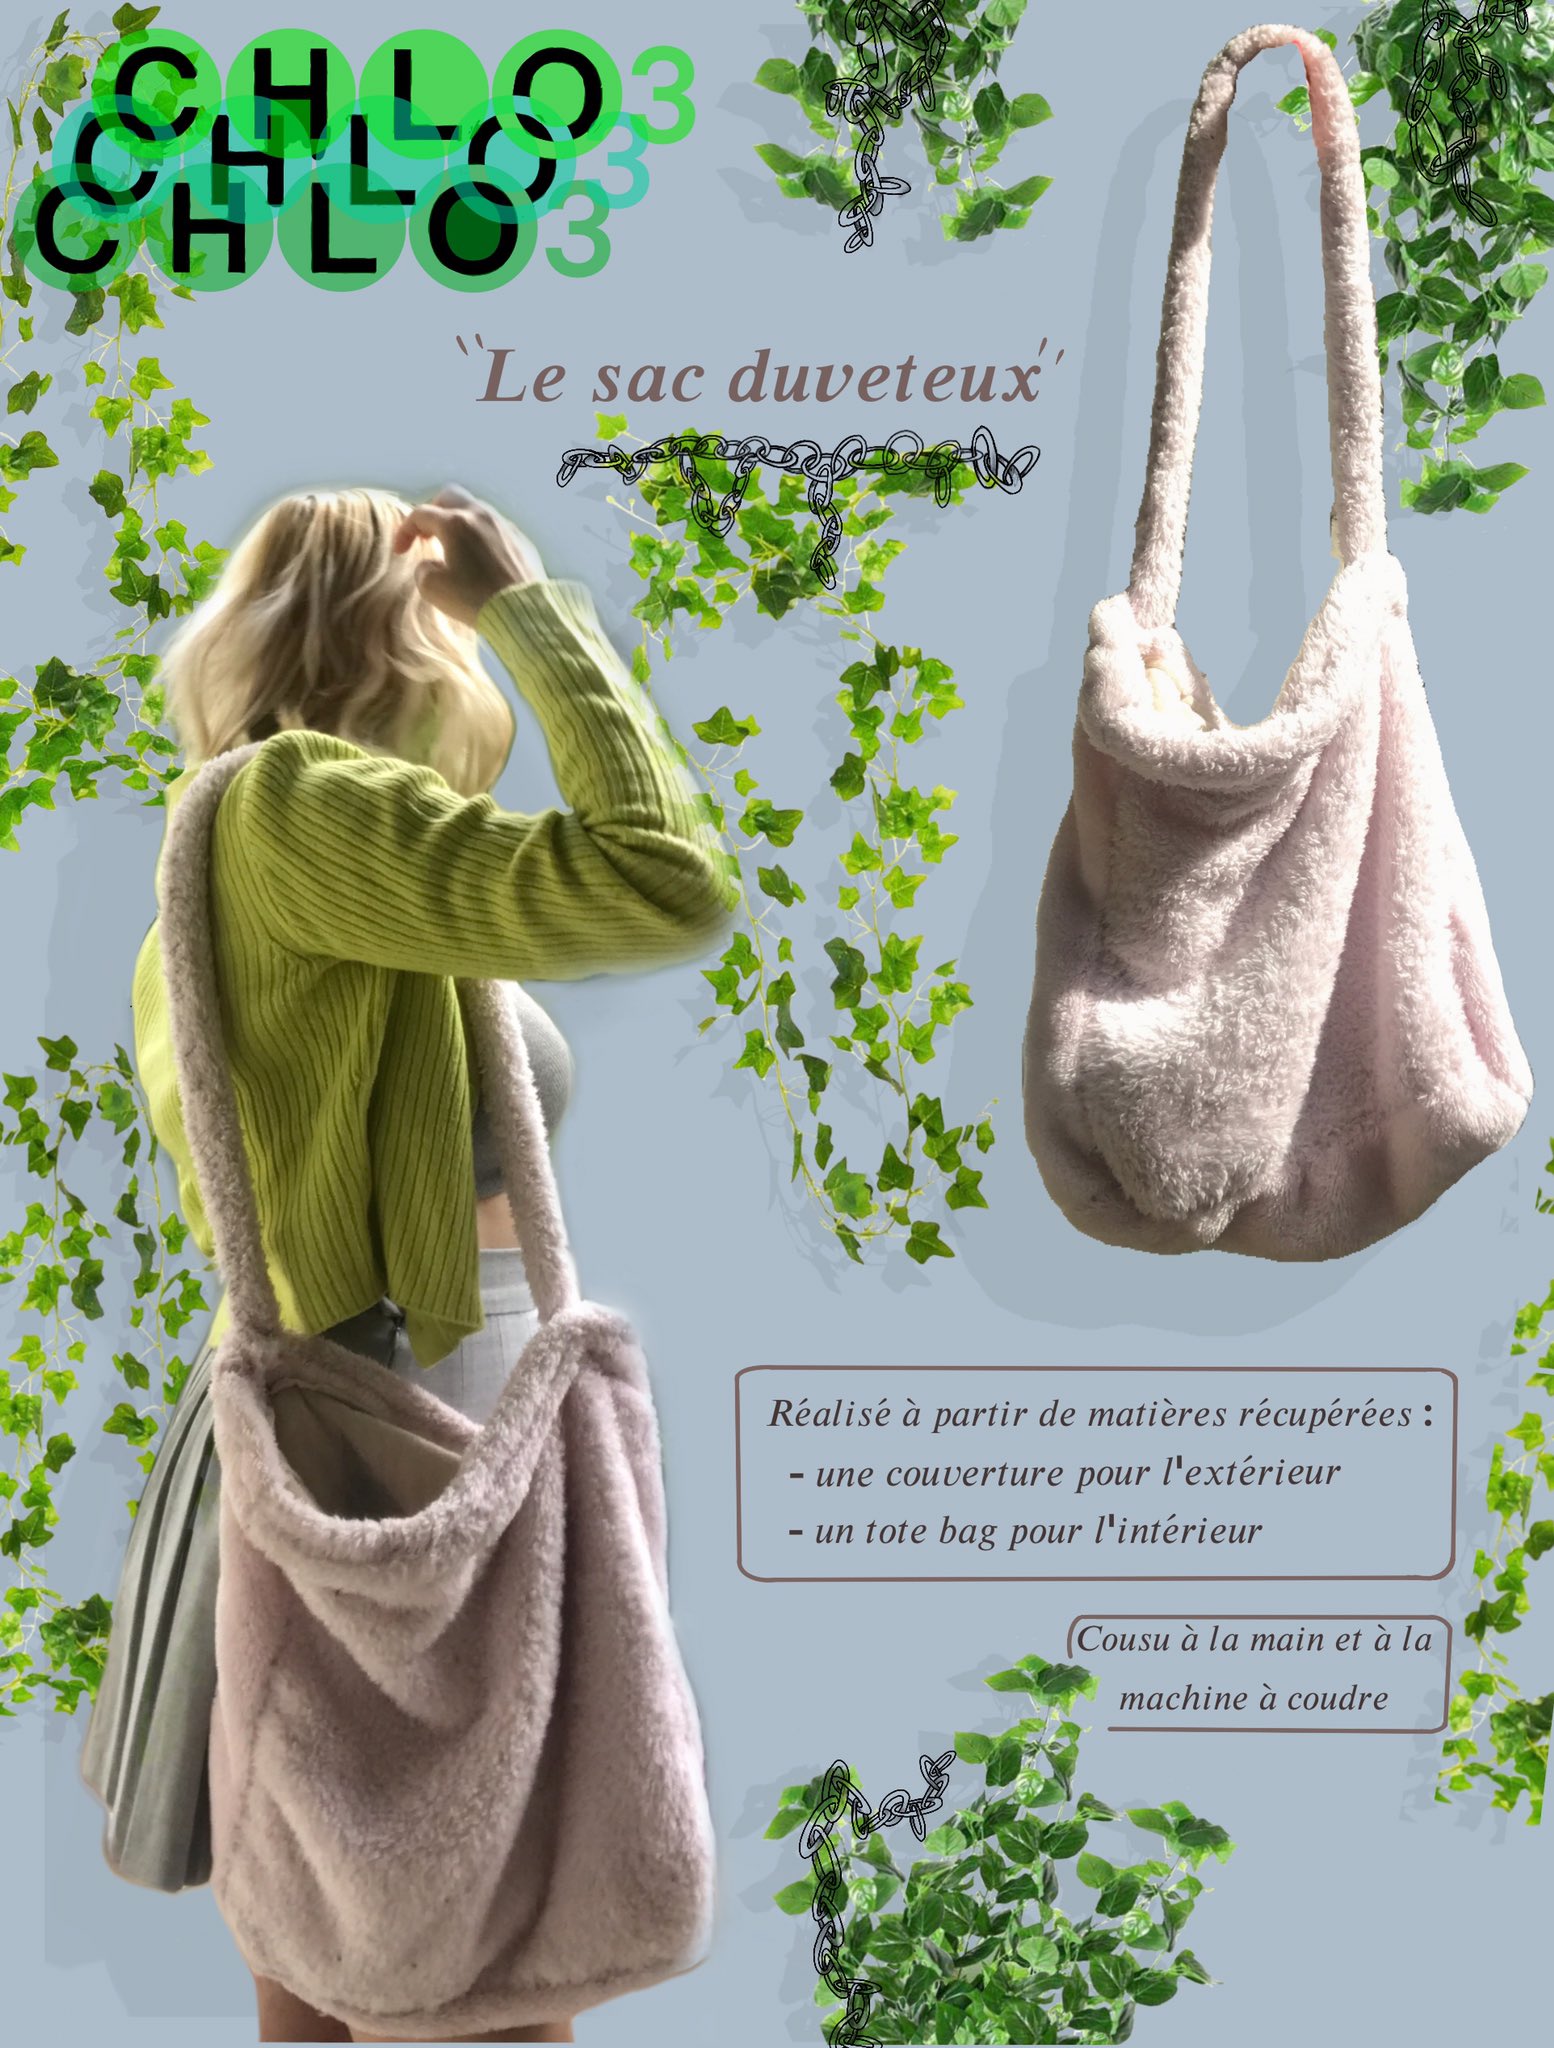 CHLO3
CHLO3
CHLO3
"Le sac duveteux"
Réalisé à partir de matières récupérées :
- une couverture pour l'extérieur
- un tote bag pour l'intérieur
Cousu à la main et à la
machine à coudre